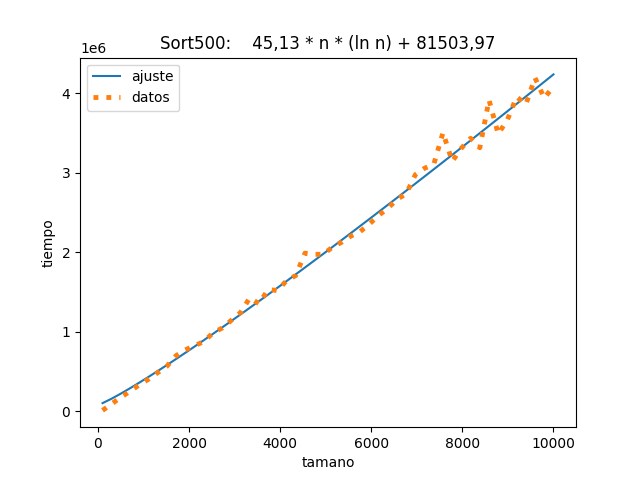 Sort500:    45,13 * n * (ln n) + 81503,97
1e6
ajuste
datos
4
3
2
1
0
tiempo
0 2000 4000 6000 8000 10000
tamano